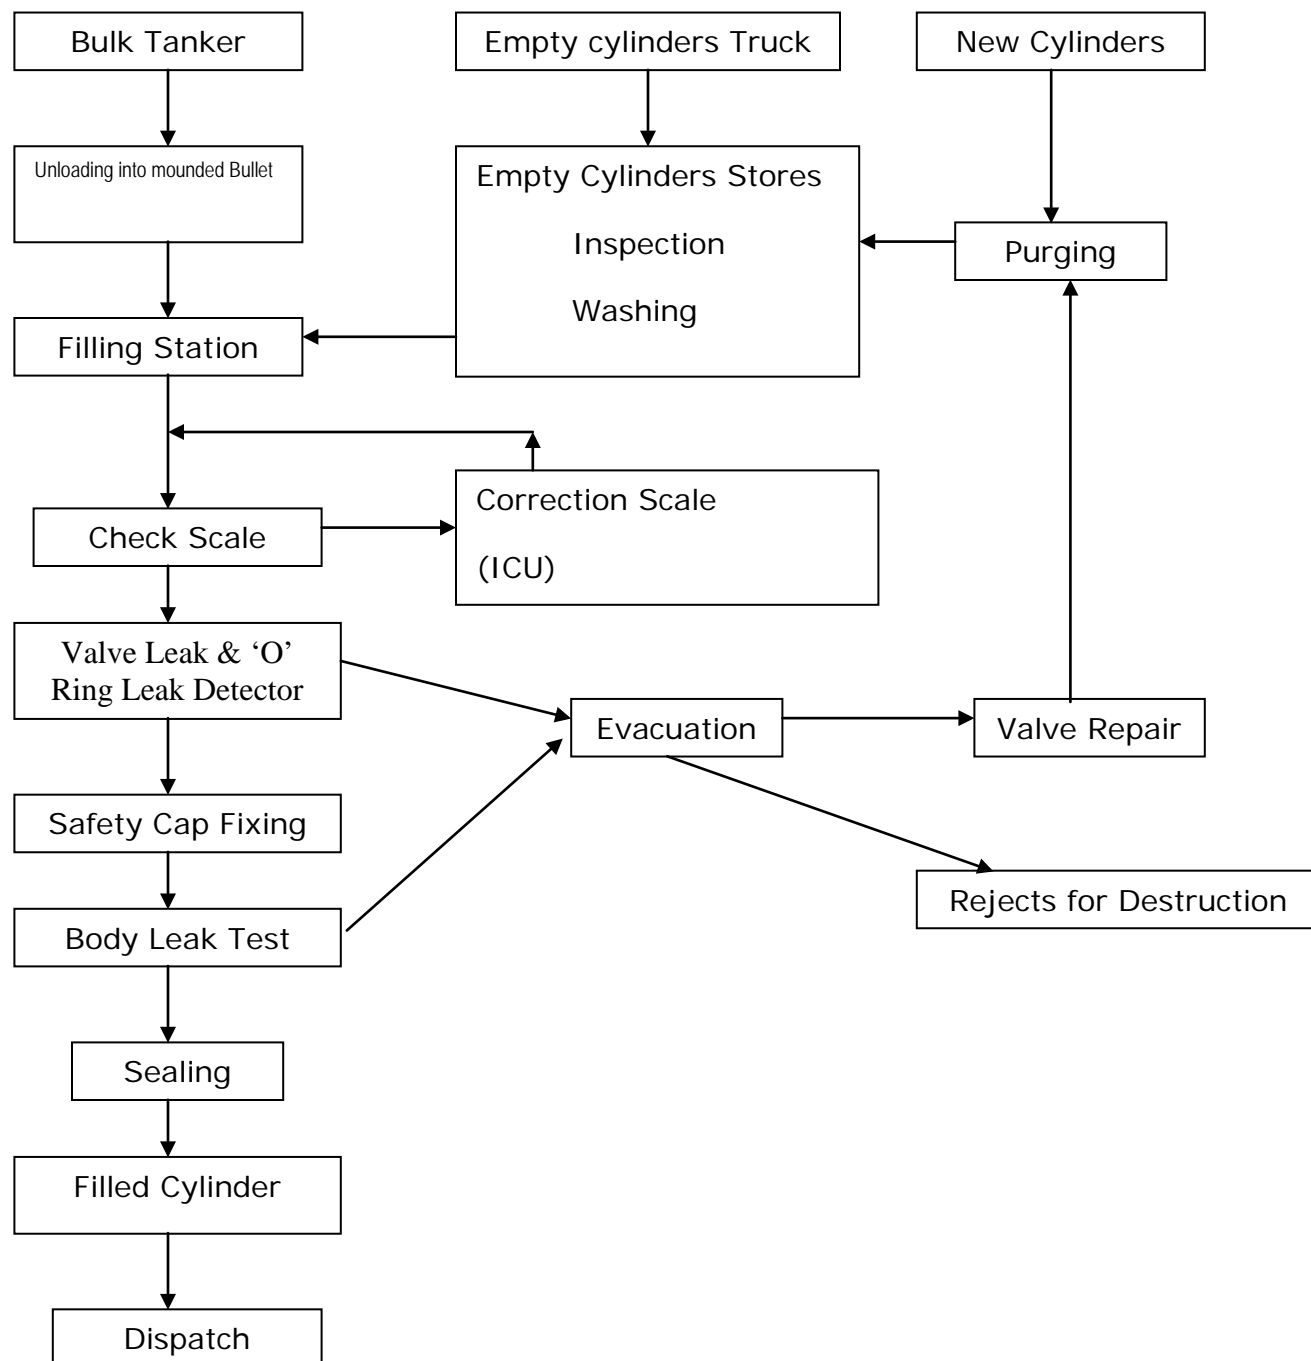 Bulk Tanker
Empty cylinders Truck
New Cylinders
Unloading into mounded Bullet
Empty Cylinders Stores
Inspection
Washing
Purging
Filling Station
Correction Scale
(ICU)
Check Scale
Valve Leak & ‘O’
Ring Leak Detector
Evacuation
Valve Repair
Safety Cap Fixing
Rejects for Destruction
Body Leak Test
Sealing
Filled Cylinder
Dispatch